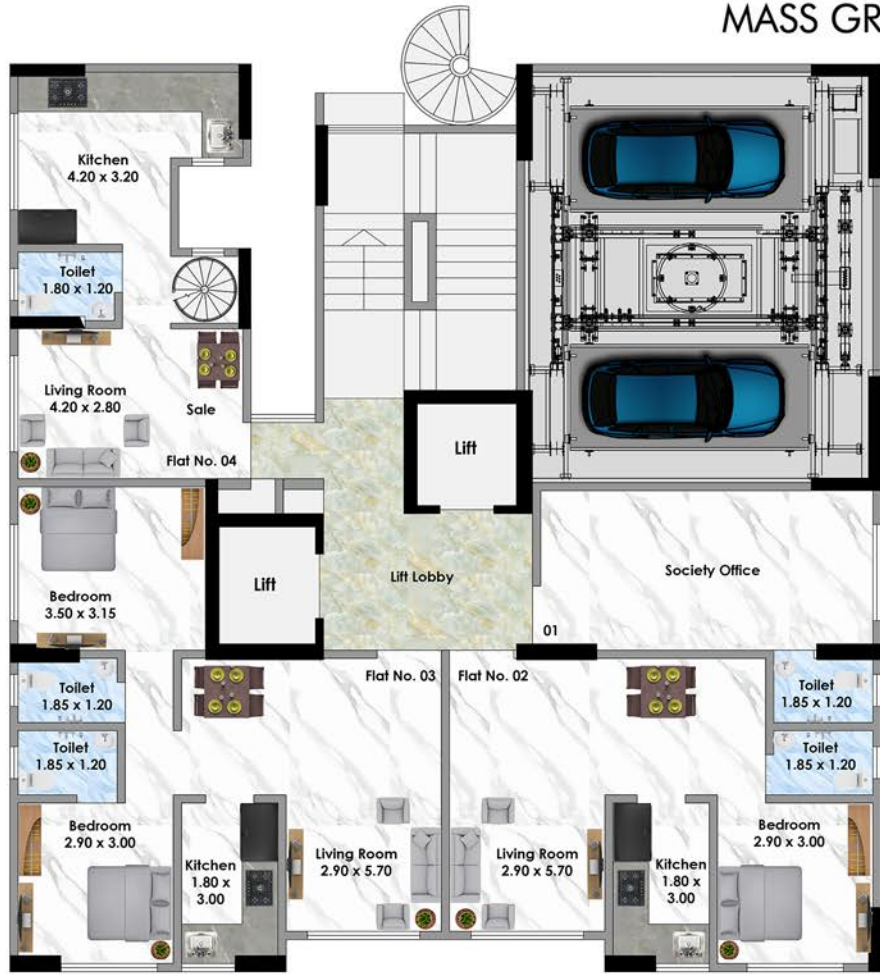 MASS GR
Kitchen
4.20 x 3.20
Toilet
1.80 x 1.20
Living Room
4.20 x 2.80
Sale
Flat No. 04
Lift
Bedroom
3.50 x 3.15
Lift
Lift Lobby
Society Office
01
Flat No. 03
Flat No. 02
Toilet
1.85 x 1.20
Toilet
1.85 x 1.20
Toilet
1.85 x 1.20
Toilet
1.85 x 1.20
Bedroom
2.90 x 3.00
Kitchen
1.80 x
3.00
Living Room
2.90 x 5.70
Living Room
2.90 x 5.70
Kitchen
1.80 x
3.00
Bedroom
2.90 x 3.00